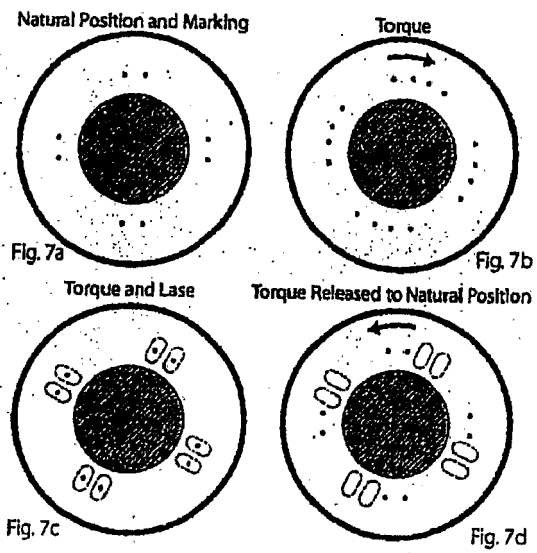 Natural Position and Marking
Torque
Fig. 7a
Fig. 7b
Torque and Lase
Torque Released to Natural Position
Fig. 7c
Fig. 7d